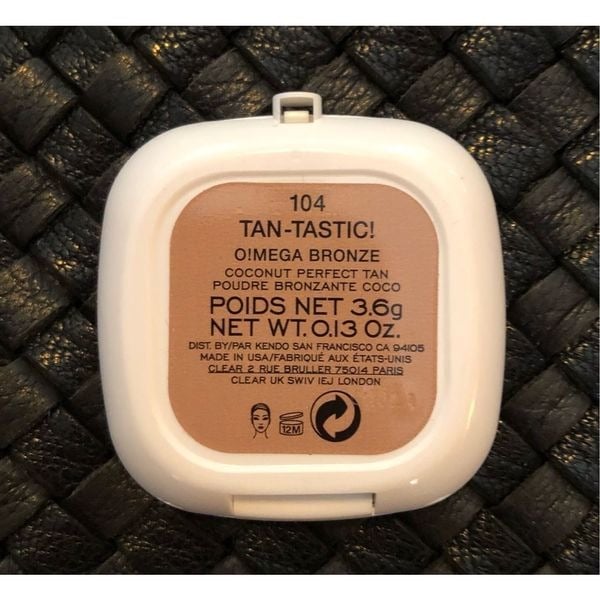 104
TAN-TASTIC!
O!MEGA BRONZE
COCONUT PERFECT TAN
POUDRE BRONZANTE COCO
POIDS NET 3.6g
NET WT. 0.13 Oz.
DIST. BY/PAR KENDO SAN FRANCISCO CA 94105
MADE IN USA/FABRIQUÉ AUX ÉTATS-UNIS
CLEAR 2 RUE BRULLER 75014 PARIS
CLEAR UK SW1V 1EJ LONDON
12M